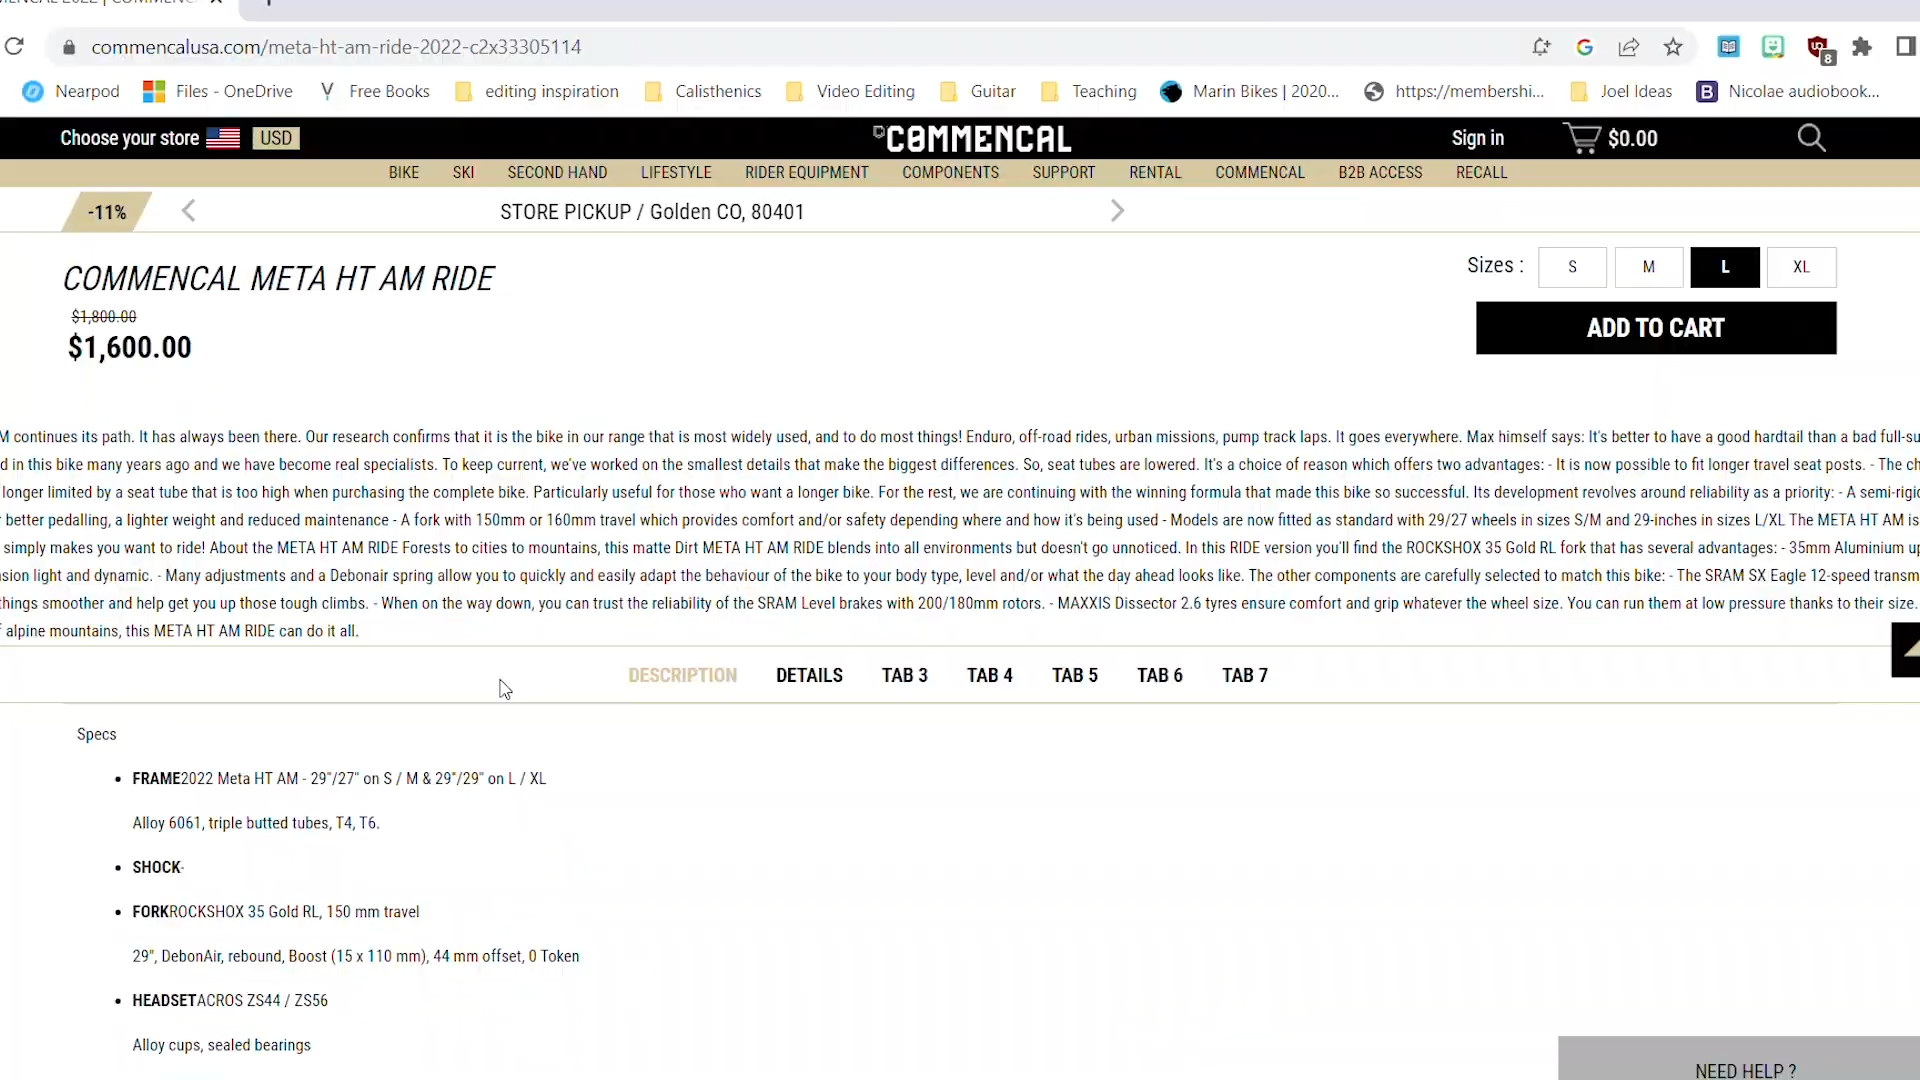 commencalusa.com/meta-ht-am-ride-2022-c2x33305114
8
Nearpod Files - OneDrive Free Books editing inspiration Calisthenics Video Editing Guitar Teaching Marin Bikes | 2020... https://membershi... Joel Ideas B Nicolae audiobook...
Choose your store USD COMMENCAL Sign in $0.00
BIKE SKI SECOND HAND LIFESTYLE RIDER EQUIPMENT COMPONENTS SUPPORT RENTAL COMMENCAL B2B ACCESS RECALL
-11% STORE PICKUP / Golden CO, 80401
COMMENCAL META HT AM RIDE
Sizes : S M L XL
$1,800.00
$1,600.00
ADD TO CART
M continues its path. It has always been there. Our research confirms that it is the bike in our range that is most widely used, and to do most things! Enduro, off-road rides, urban missions, pump track laps. It goes everywhere. Max himself says: It's better to have a good hardtail than a bad full-su
d in this bike many years ago and we have become real specialists. To keep current, we've worked on the smallest details that make the biggest differences. So, seat tubes are lowered. It's a choice of reason which offers two advantages: - It is now possible to fit longer travel seat posts. - The ch
longer limited by a seat tube that is too high when purchasing the complete bike. Particularly useful for those who want a longer bike. For the rest, we are continuing with the winning formula that made this bike so successful. Its development revolves around reliability as a priority: - A semi-rigi
better pedalling, a lighter weight and reduced maintenance - A fork with 150mm or 160mm travel which provides comfort and/or safety depending where and how it's being used - Models are now fitted as standard with 29/27 wheels in sizes S/M and 29-inches in sizes L/XL The META HT AM is
simply makes you want to ride! About the META HT AM RIDE Forests to cities to mountains, this matte Dirt META HT AM RIDE blends into all environments but doesn't go unnoticed. In this RIDE version you'll find the ROCKSHOX 35 Gold RL fork that has several advantages: - 35mm Aluminium up
sion light and dynamic. - Many adjustments and a Debonair spring allow you to quickly and easily adapt the behaviour of the bike to your body type, level and/or what the day ahead looks like. The other components are carefully selected to match this bike: - The SRAM SX Eagle 12-speed transm
things smoother and help get you up those tough climbs. - When on the way down, you can trust the reliability of the SRAM Level brakes with 200/180mm rotors. - MAXXIS Dissector 2.6 tyres ensure comfort and grip whatever the wheel size. You can run them at low pressure thanks to their size.
alpine mountains, this META HT AM RIDE can do it all.
DESCRIPTION DETAILS TAB 3 TAB 4 TAB 5 TAB 6 TAB 7
Specs
• FRAME2022 Meta HT AM - 29"/27" on S / M & 29"/29" on L / XL
Alloy 6061, triple butted tubes, T4, T6.
• SHOCK-
• FORKROCKSHOX 35 Gold RL, 150 mm travel
29", DebonAir, rebound, Boost (15 x 110 mm), 44 mm offset, 0 Token
• HEADSETACROS ZS44 / ZS56
Alloy cups, sealed bearings
NEED HELP ?